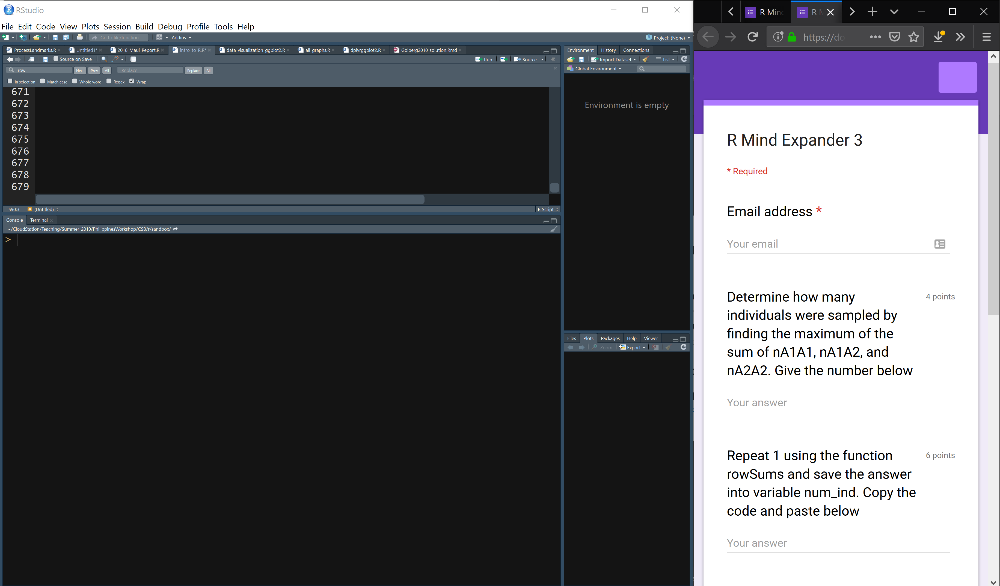 RStudio
File Edit Code View Plots Session Build Debug Profile Tools Help
Go to file/function
Addins
Project: (None)
ProcessLandmarks.R
Untitled1*
2018_Maui_Report.R
intro_to_R.R*
data_visualization_ggplot2.R
all_graphs.R
dplyrggplot2.R
Golberg2010_solution.Rmd
Source on Save
Run
Source
row
Next
Prev
All
Replace
Replace
All
In selection
Match case
Whole word
Regex
Wrap
671
672
673
674
675
676
677
678
679
590:3
# (Untitled)
R Script
Console
Terminal
~/CloudStation/Teaching/Summer_2019/PhilippinesWorkshop/CSB/r/sandbox/
>
Environment
History
Connections
Import Dataset
List
Global Environment
Environment is empty
Files
Plots
Packages
Help
Viewer
Zoom
Export
R Min
R M
https://do
R Mind Expander 3
* Required
Email address *
Your email
Determine how many
individuals were sampled by
finding the maximum of the
sum of nA1A1, nA1A2, and
nA2A2. Give the number below
4 points
Your answer
Repeat 1 using the function
rowSums and save the answer
into variable num_ind. Copy the
code and paste below
6 points
Your answer